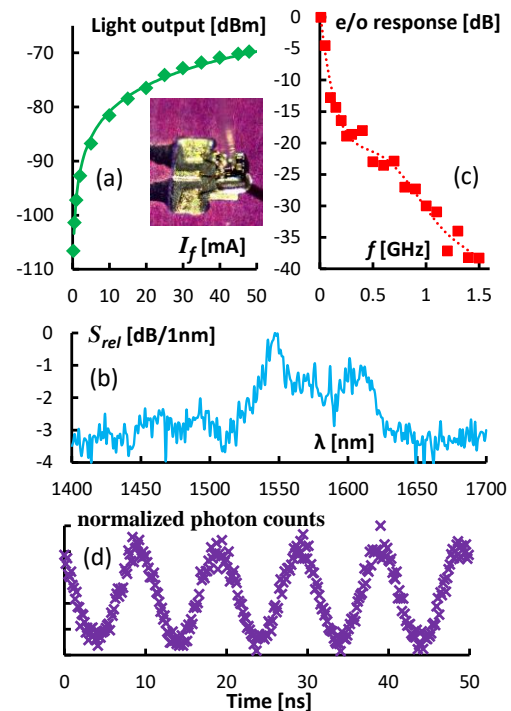 Light output [dBm]
-70
-80
-90
-100
-110
(a)
I_f [mA]
0 10 20 30 40 50
e/o response [dB]
0
-5
-10
-15
-20
-25
-30
-35
-40
(c)
f [GHz]
0 0.5 1 1.5
S_rel [dB/1nm]
0
-1
-2
-3
-4
(b)
λ [nm]
1400 1450 1500 1550 1600 1650 1700
normalized photon counts
(d)
0 10 20 30 40 50
Time [ns]